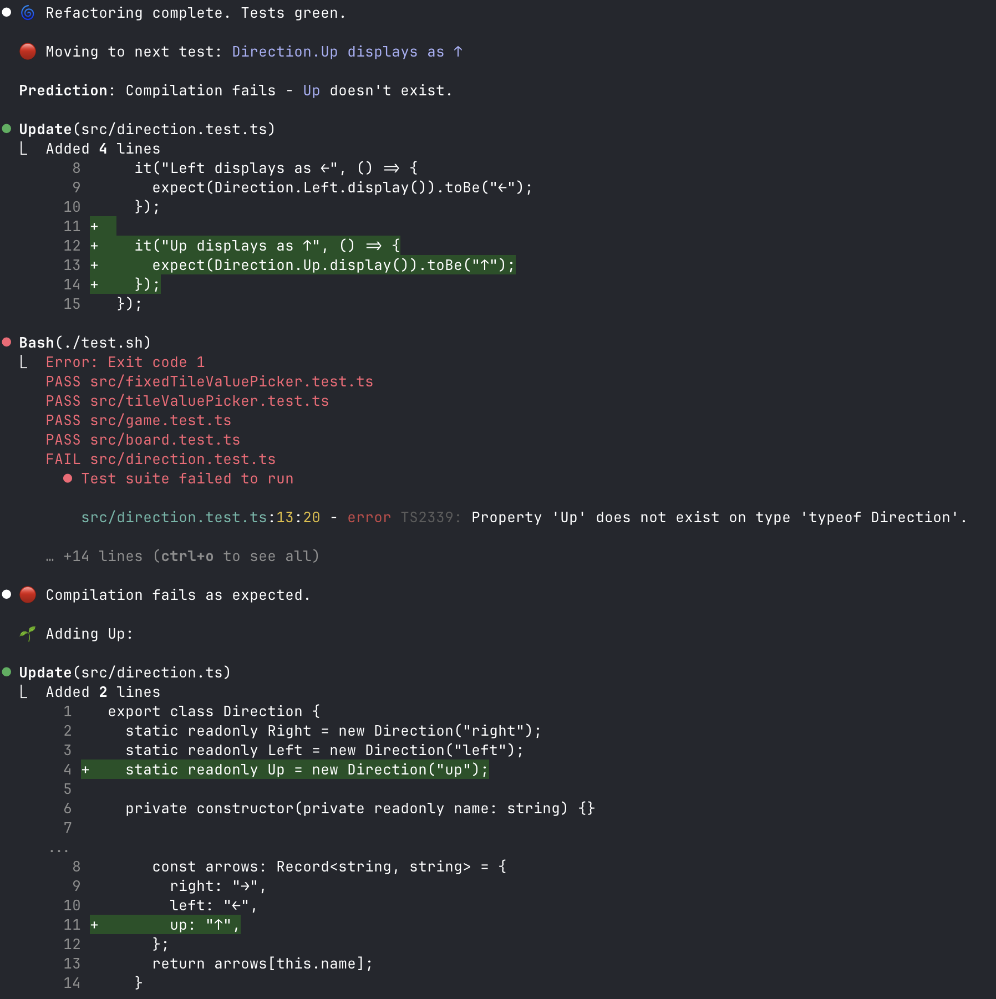 ● 🌀 Refactoring complete. Tests green.
🔴 Moving to next test: Direction.Up displays as ↑
Prediction: Compilation fails - Up doesn't exist.
● Update(src/direction.test.ts)
⎿  Added 4 lines
8      it("Left displays as ←", () => {
9        expect(Direction.Left.display()).toBe("←");
10      });
11 +
12 +    it("Up displays as ↑", () => {
13 +      expect(Direction.Up.display()).toBe("↑");
14 +    });
15    });
● Bash(./test.sh)
⎿  Error: Exit code 1
PASS src/fixedTileValuePicker.test.ts
PASS src/tileValuePicker.test.ts
PASS src/game.test.ts
PASS src/board.test.ts
FAIL src/direction.test.ts
● Test suite failed to run
src/direction.test.ts:13:20 - error TS2339: Property 'Up' does not exist on type 'typeof Direction'.
… +14 lines (ctrl+o to see all)
● 🔴 Compilation fails as expected.
🌱 Adding Up:
● Update(src/direction.ts)
⎿  Added 2 lines
1    export class Direction {
2      static readonly Right = new Direction("right");
3      static readonly Left = new Direction("left");
4 +    static readonly Up = new Direction("up");
5
6      private constructor(private readonly name: string) {}
7
...
8        const arrows: Record<string, string> = {
9          right: "→",
10          left: "←",
11 +        up: "↑",
12        };
13        return arrows[this.name];
14      }